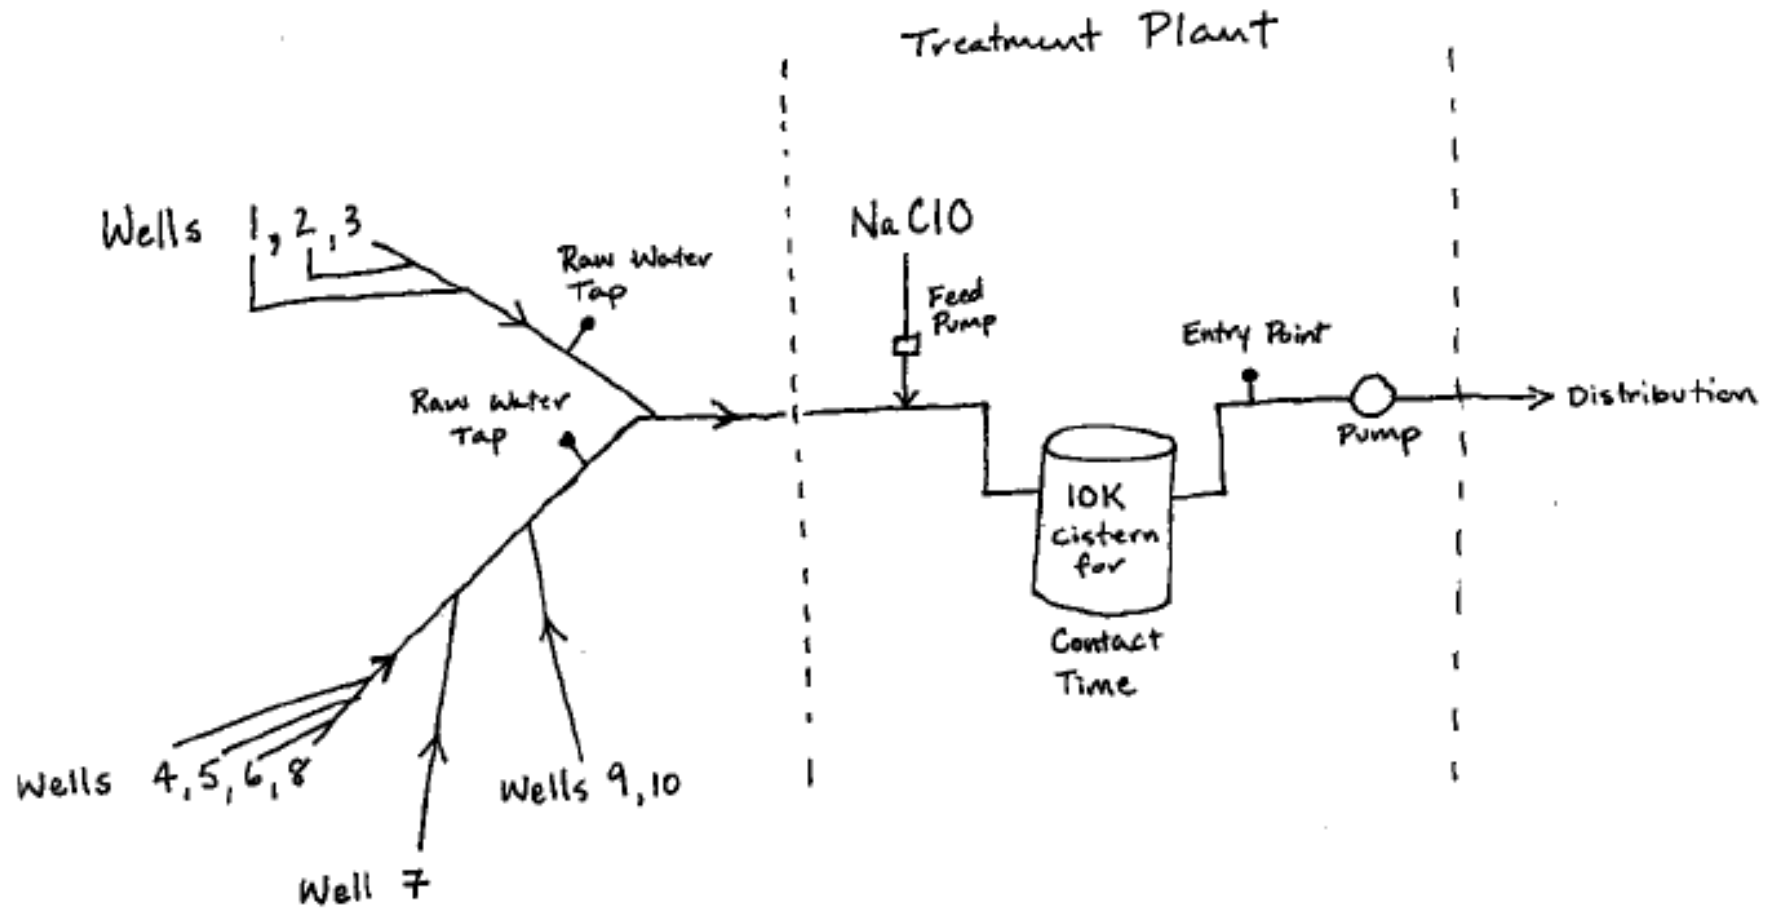 Treatment Plant
Wells 1, 2, 3
Raw Water
Tap
NaClO
Feed
Pump
Entry Point
Raw Water
Tap
Distribution
Pump
10K
Cistern
for
Contact
Time
Wells 4, 5, 6, 8
Wells 9, 10
Well 7